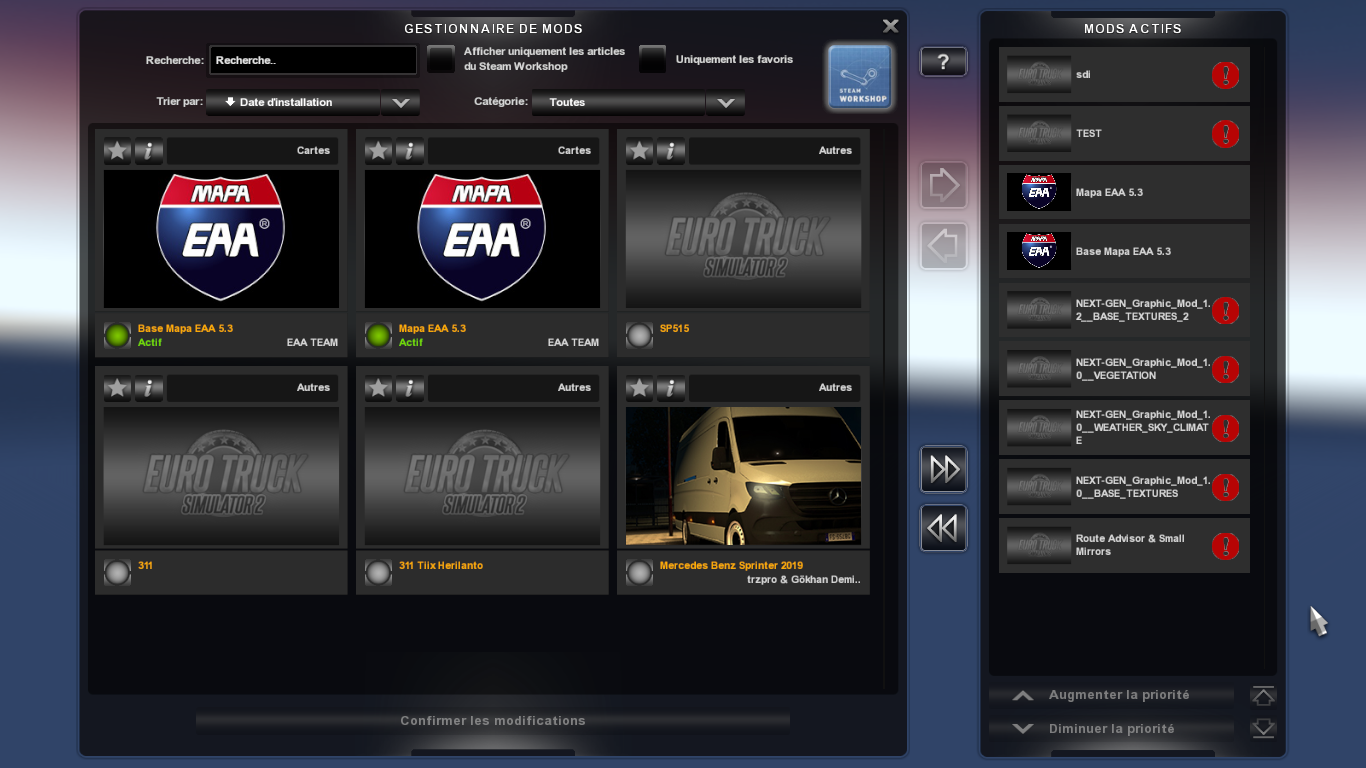 GESTIONNAIRE DE MODS
Recherche:
Recherche..
Afficher uniquement les articles
du Steam Workshop
Uniquement les favoris
STEAM
WORKSHOP
Trier par:
Date d'installation
Catégorie:
Toutes
Cartes
MAPA
EAA®
Base Mapa EAA 5.3
Actif
EAA TEAM
Cartes
MAPA
EAA®
Mapa EAA 5.3
Actif
EAA TEAM
Autres
EURO TRUCK
SIMULATOR 2
SP515
Autres
EURO TRUCK
SIMULATOR 2
311
Autres
EURO TRUCK
SIMULATOR 2
311 Tiix Herilanto
Autres
Mercedes Benz Sprinter 2019
trzpro & Gökhan Demi..
Confirmer les modifications
?
MODS ACTIFS
sdi
TEST
MAPA
EAA
Mapa EAA 5.3
MAPA
EAA
Base Mapa EAA 5.3
NEXT-GEN_Graphic_Mod_1.
2__BASE_TEXTURES_2
NEXT-GEN_Graphic_Mod_1.
0__VEGETATION
NEXT-GEN_Graphic_Mod_1.
0__WEATHER_SKY_CLIMAT
E
NEXT-GEN_Graphic_Mod_1.
0__BASE_TEXTURES
Route Advisor & Small
Mirrors
Augmenter la priorité
Diminuer la priorité